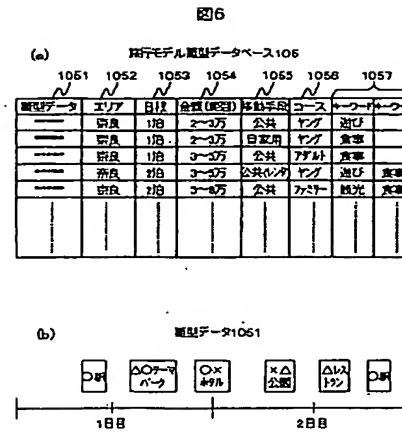 図6
(a) 旅行モデル雛型データベース105
1051 1052 1053 1054 1055 1056 1057
雛型データ エリア 日程 金額(費用) 移動手段 コース キーワード キーワー
奈良 1泊 2〜3万 公共 ヤング 遊び
奈良 1泊 2〜3万 自家用 ヤング 食事
奈良 1泊 3〜5万 公共 アダルト 食事
奈良 2泊 3〜5万 公共/レンタ ヤング 遊び 食事
奈良 2泊 公共 ファミリー 観光 食事
(b) 雛型データ1051
〇駅 △〇テーマパーク 〇×ホテル ×△公園 △レストラン 〇駅
1日目 2日目